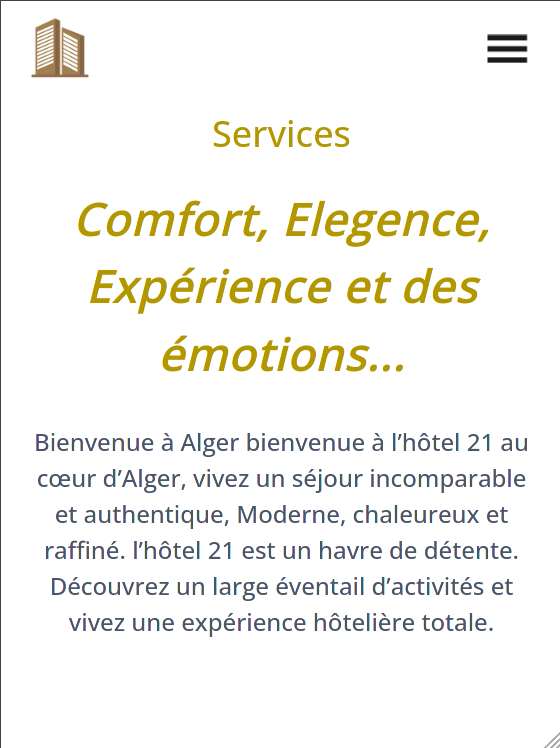 Services
Comfort, Elegence,
Expérience et des
émotions...
Bienvenue à Alger bienvenue à l’hôtel 21 au
cœur d’Alger, vivez un séjour incomparable
et authentique, Moderne, chaleureux et
raffiné. l’hôtel 21 est un havre de détente.
Découvrez un large éventail d’activités et
vivez une expérience hôtelière totale.